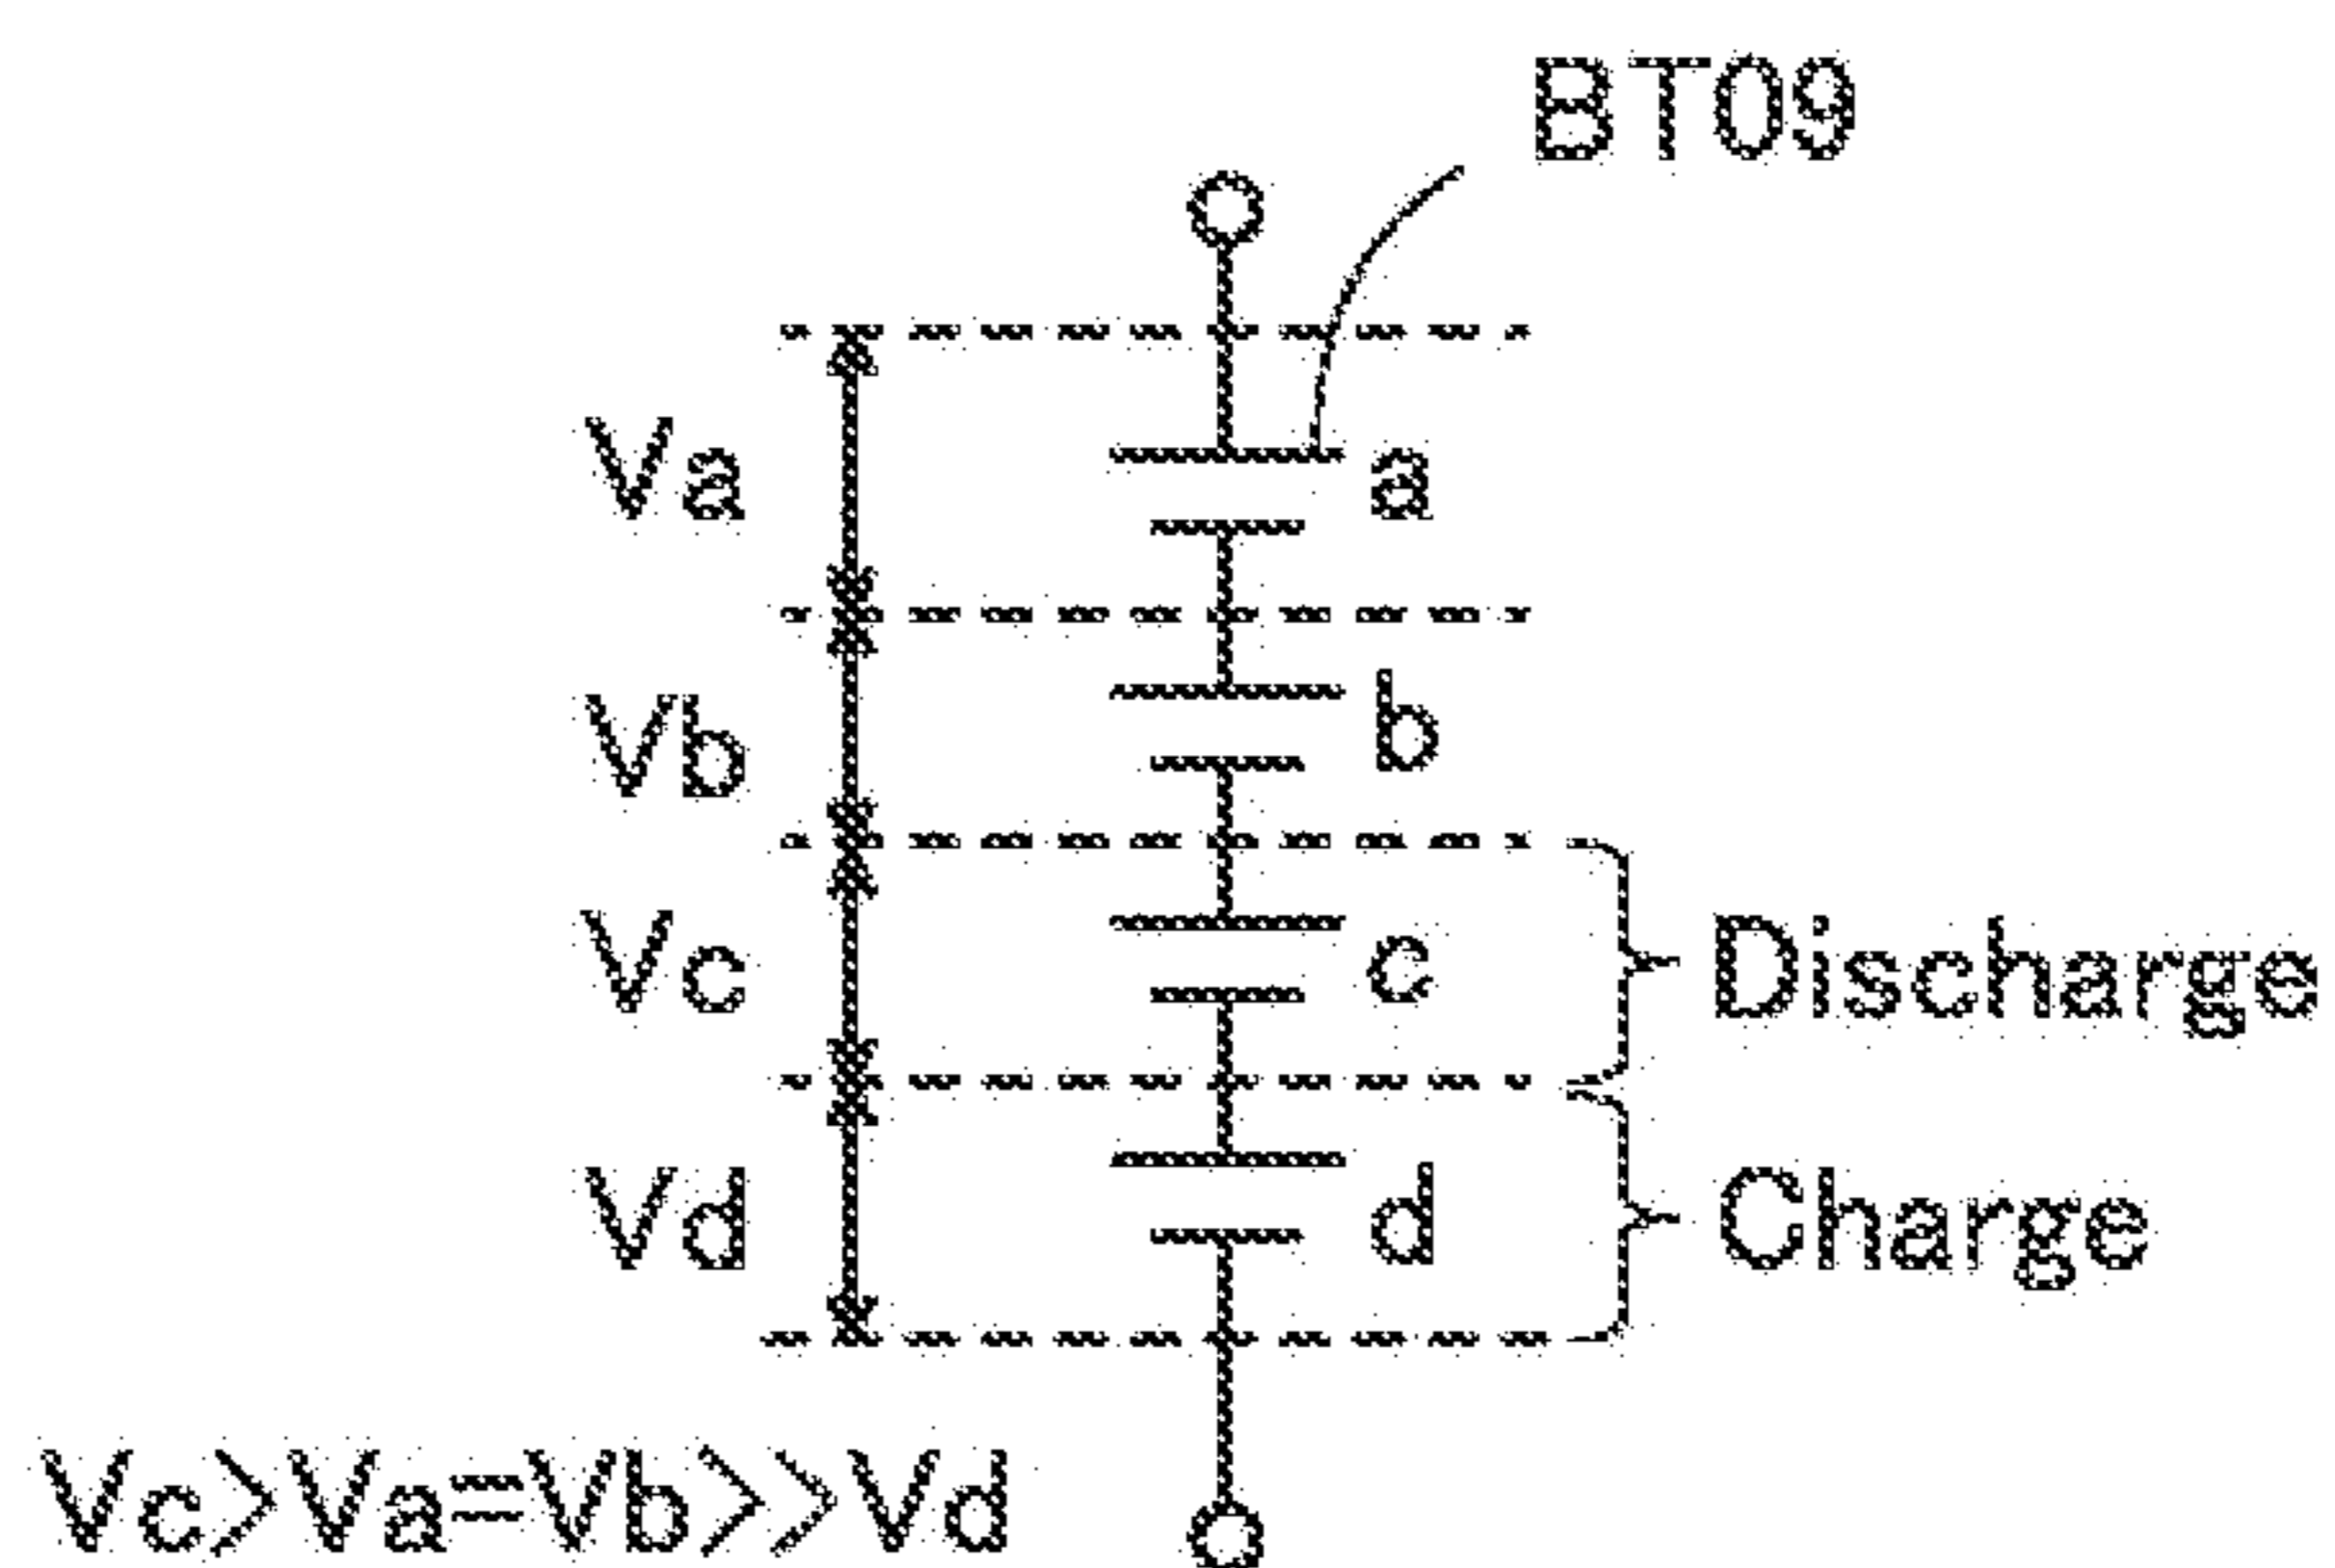 BT09
Va
a
Vb
b
Vc
c
Discharge
Vd
d
Charge
Vc>Va=Vb>>Vd